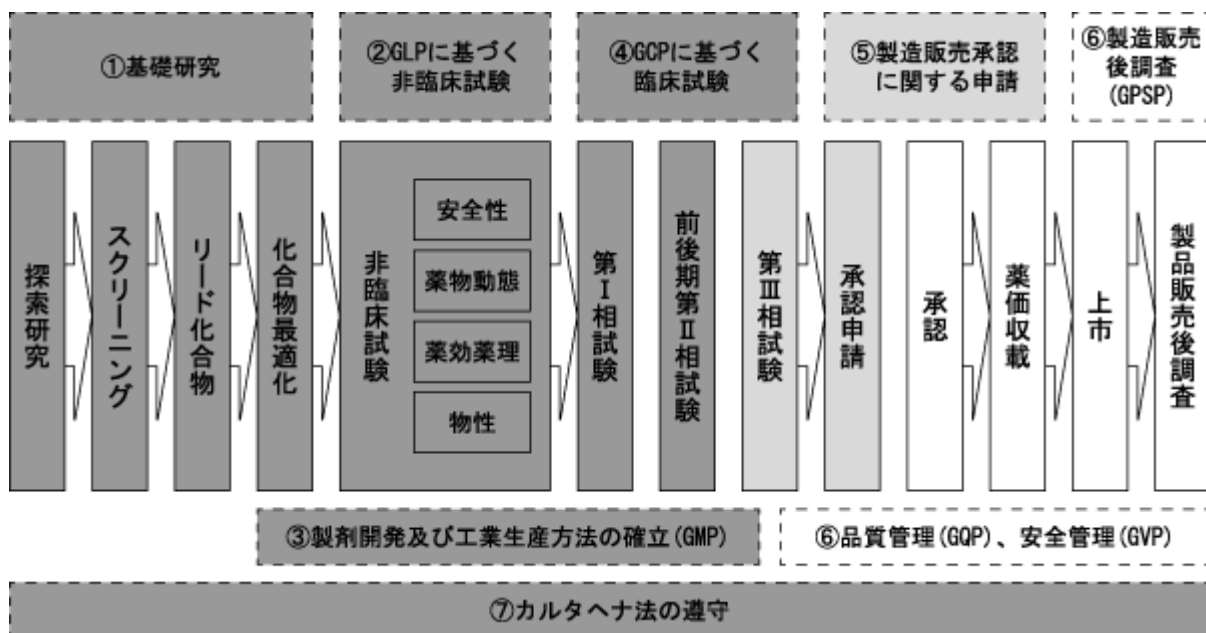 ①基礎研究
②GLPに基づく
非臨床試験
④GCPに基づく
臨床試験
⑤製造販売承認
に関する申請
⑥製造販売
後調査
(GPSP)
探索研究
スクリーニング
リード化合物
化合物最適化
非臨床試験
安全性
薬物動態
薬効薬理
物性
第Ⅰ相試験
前後期第Ⅱ相試験
第Ⅲ相試験
承認申請
承認
薬価収載
上市
製品販売後調査
③製剤開発及び工業生産方法の確立(GMP)
⑥品質管理(GQP)、安全管理(GVP)
⑦カルタヘナ法の遵守